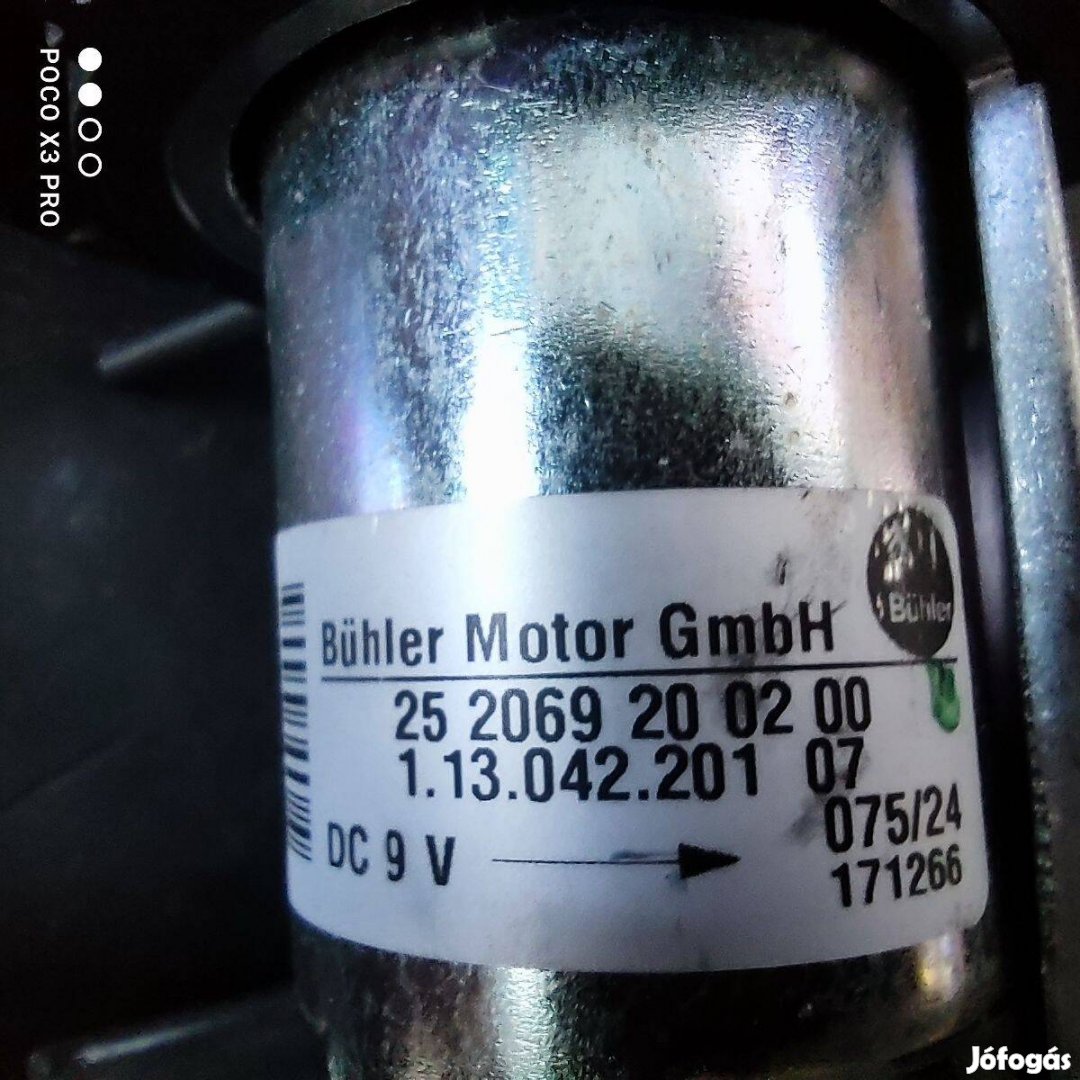 POCO X3 PRO
Bühler
Bühler Motor GmbH
25 2069 20 02 00
1.13.042.201 07
075/24
DC 9 V
171266
Jófogás